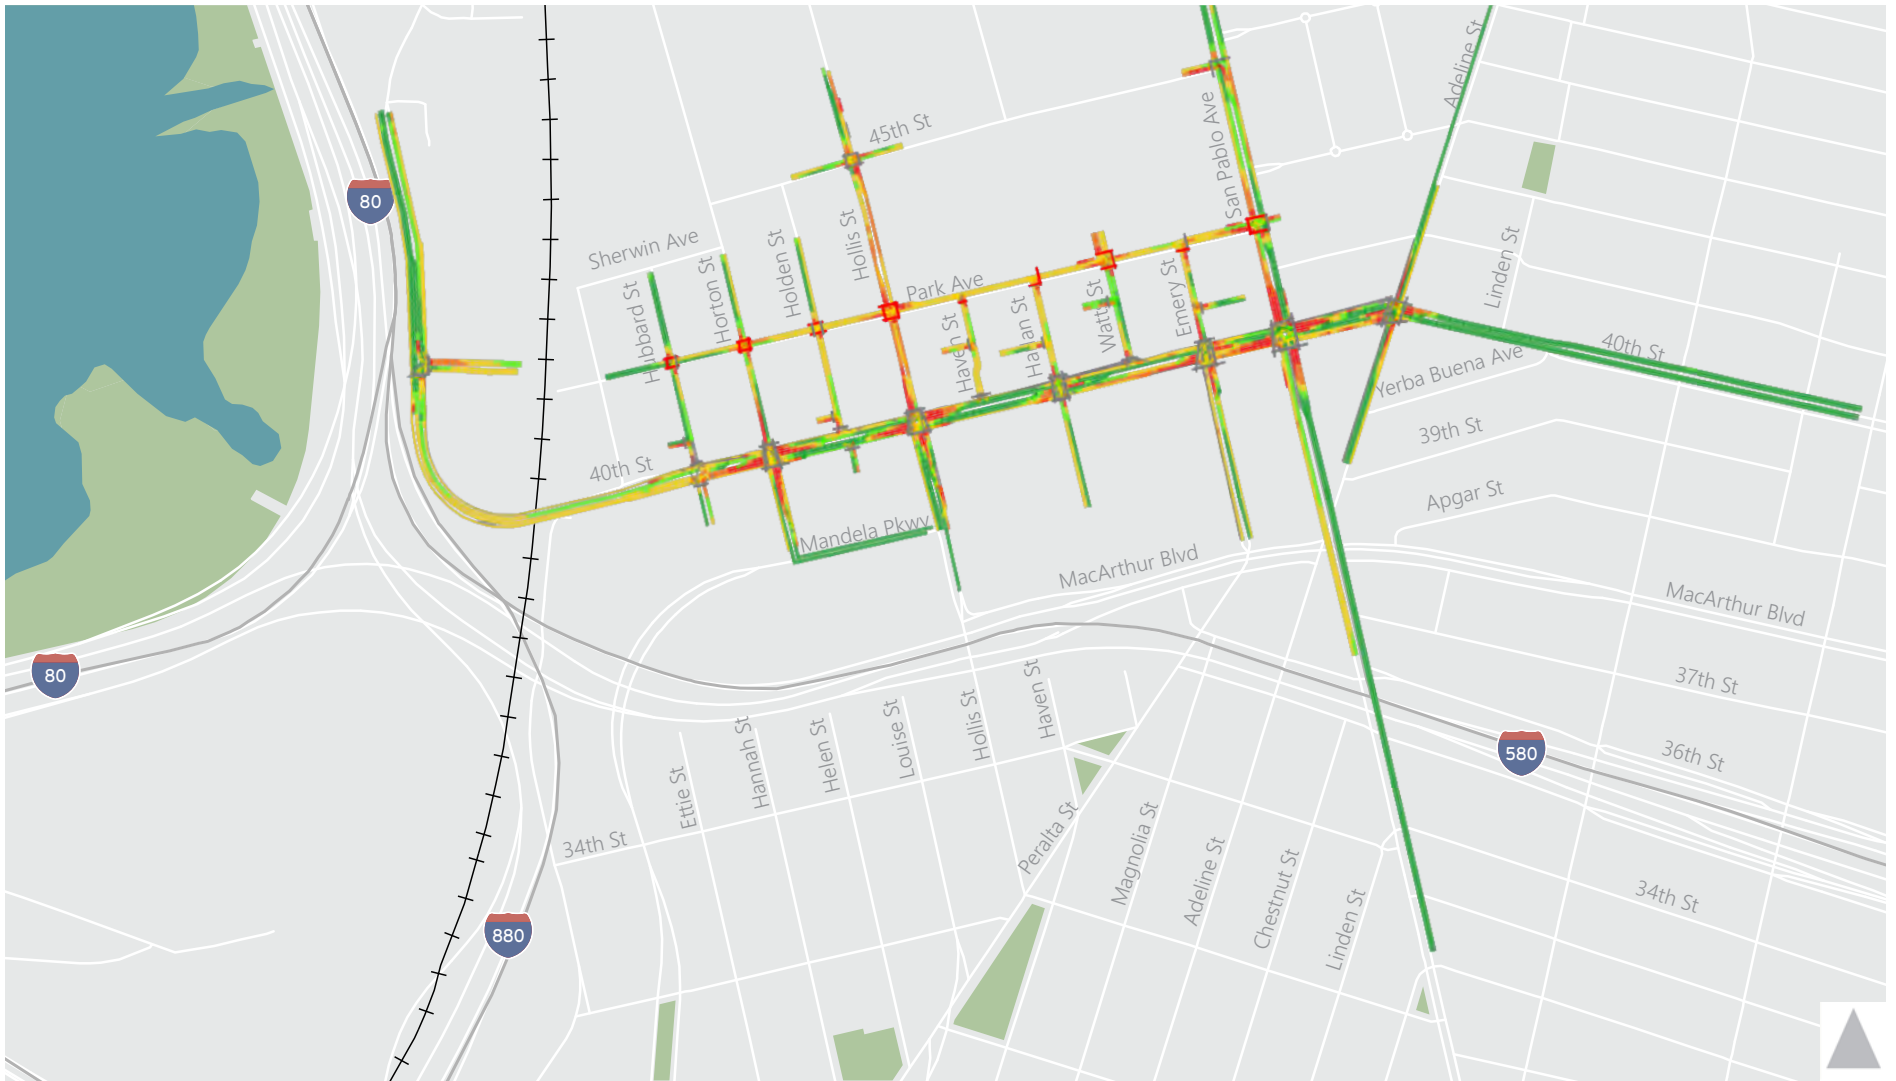 Adeline St
45th St
San Pablo Ave
80
Sherwin Ave
Hollis St
Holden St
Horton St
Hubbard St
Park Ave
Linden St
Emery St
Watts St
Harlan St
Haven St
40th St
Yerba Buena Ave
39th St
40th St
Apgar St
Mandela Pkwy
MacArthur Blvd
MacArthur Blvd
80
37th St
Haven St
Hollis St
Louise St
Helen St
Hannah St
Ettie St
580
36th St
34th St
Peralta St
Magnolia St
Adeline St
Chestnut St
Linden St
34th St
880